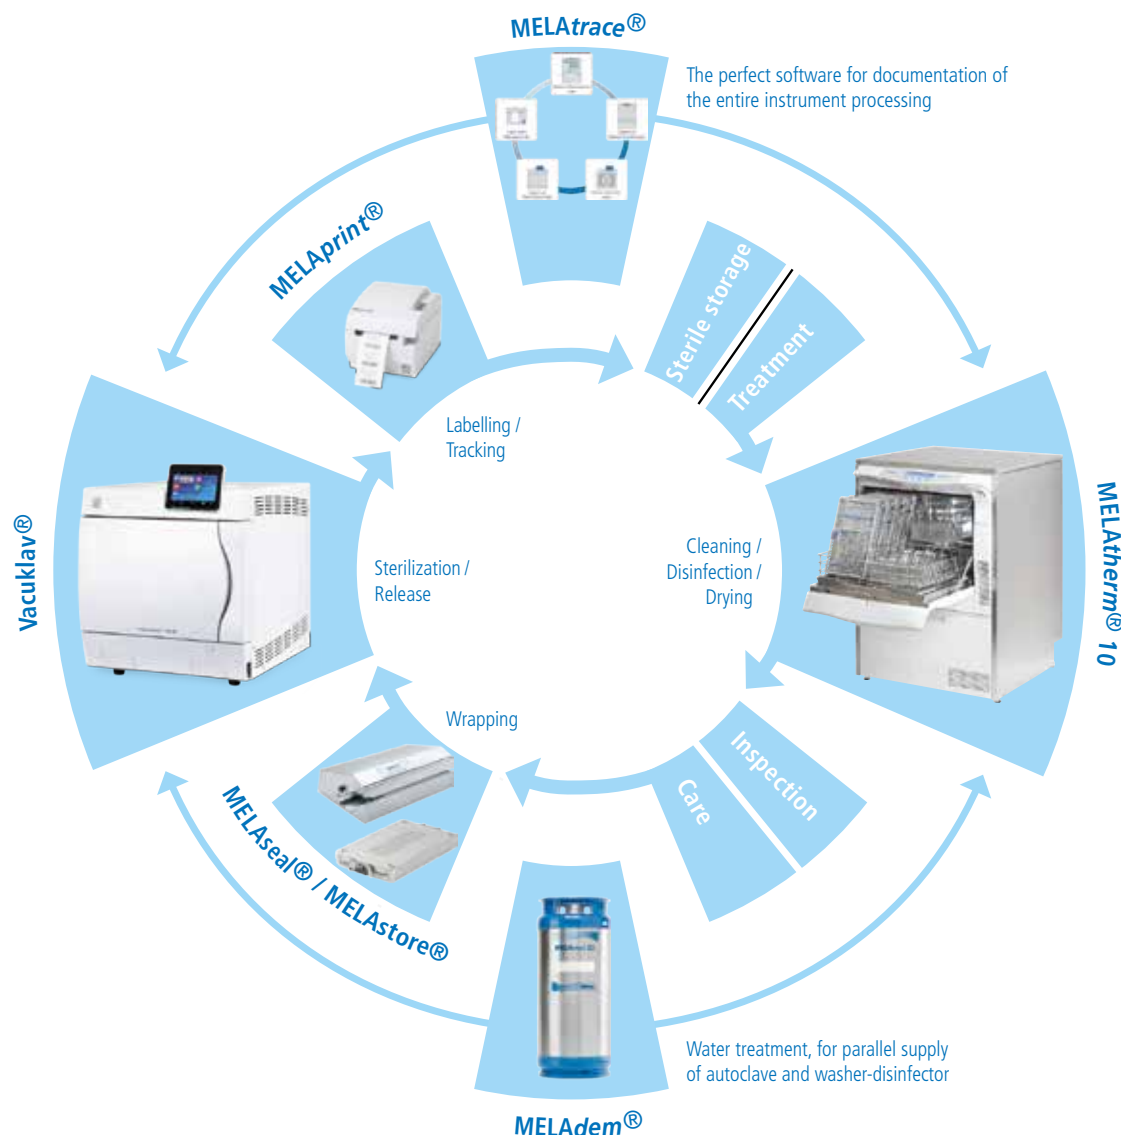 MELAtrace®
The perfect software for documentation of
the entire instrument processing
MELAprint®
Sterile storage
Treatment
Labelling /
Tracking
Vacuklav®
Sterilization /
Release
Cleaning /
Disinfection /
Drying
MELAtherm® 10
Wrapping
Inspection
Care
MELAseal® / MELAstore®
Water treatment, for parallel supply
of autoclave and washer-disinfector
MELAdem®